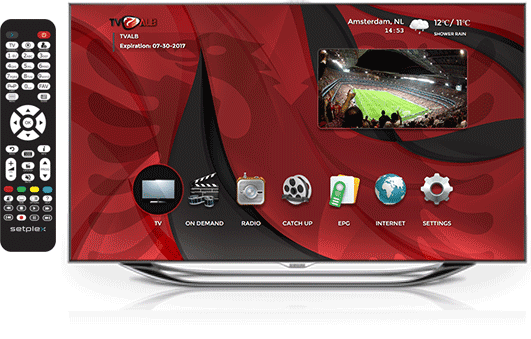 TVALB
TVALB
Expiration: 07-30-2017
Amsterdam, NL
14:53
12°C/ 11°C
SHOWER RAIN
TV
ON DEMAND
RADIO
CATCH UP
EPG
INTERNET
SETTINGS
TV
setplex